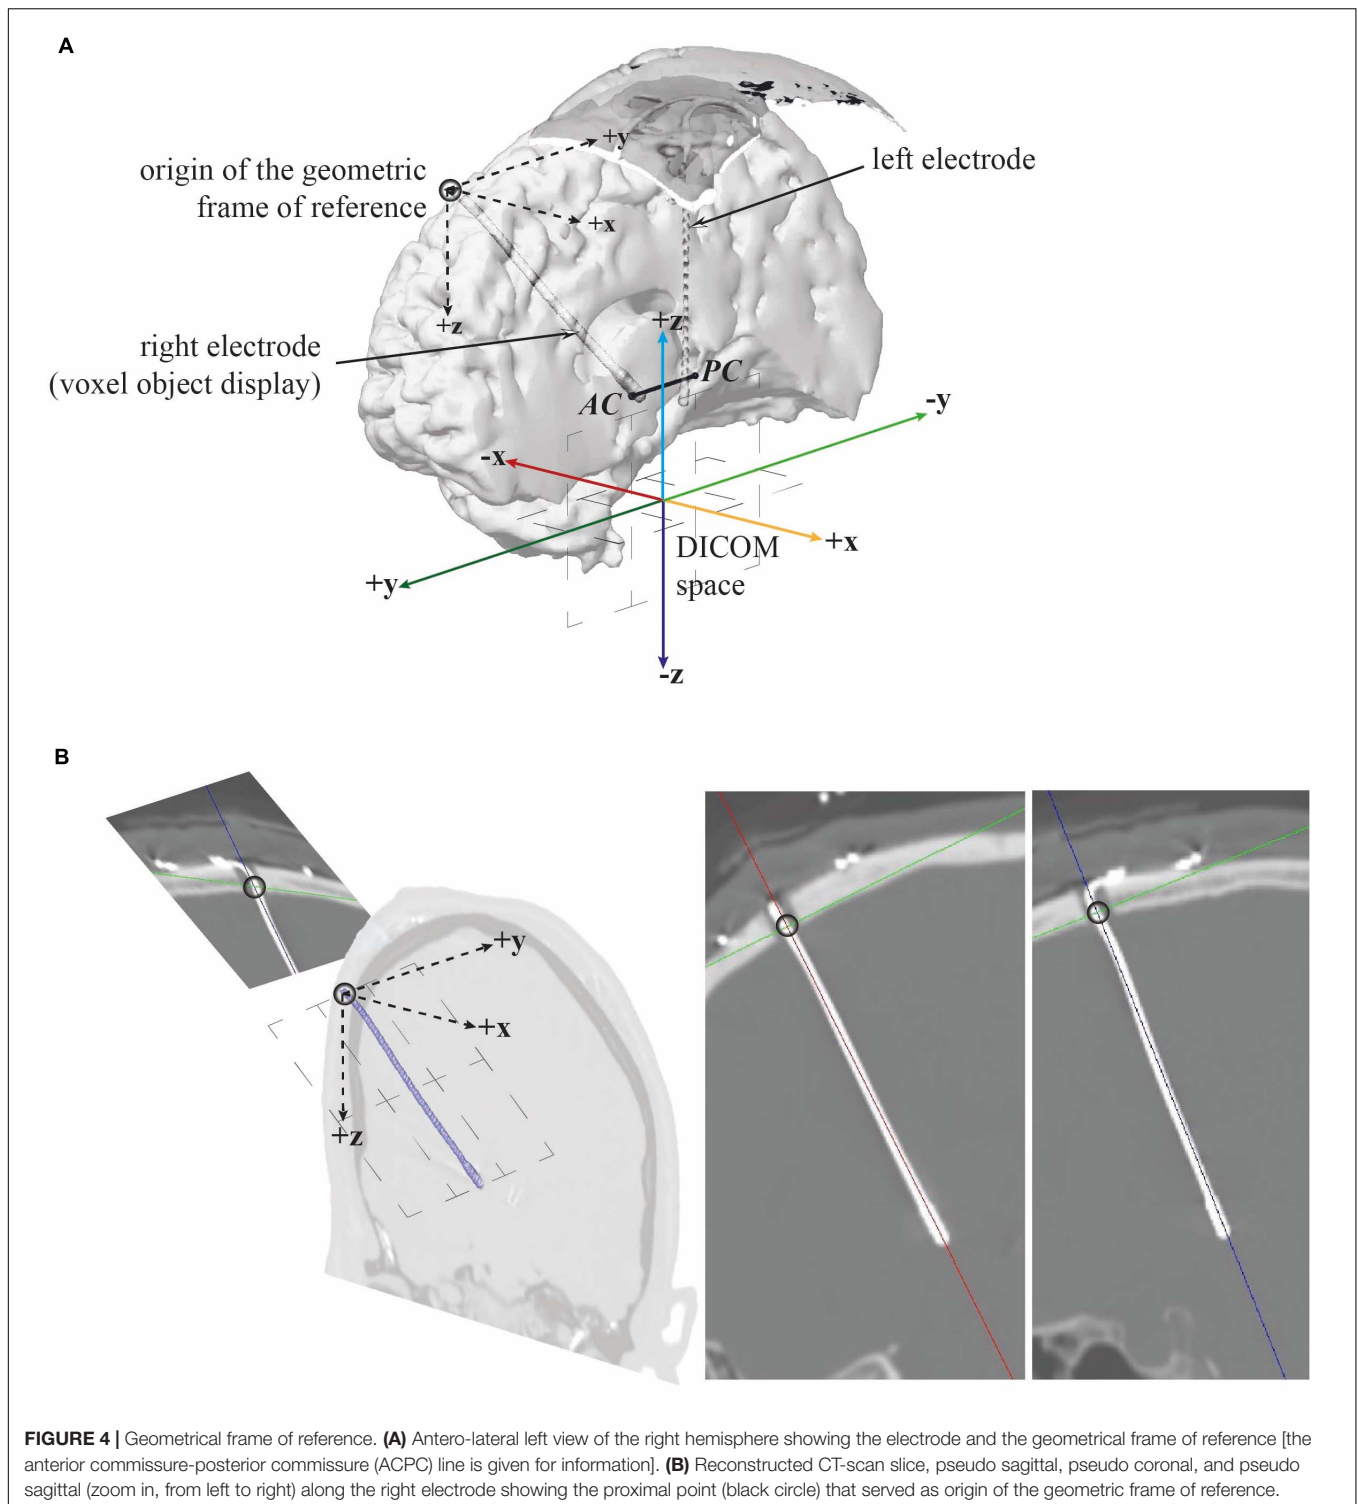 A
origin of the geometric
frame of reference
+y
+x
+z
left electrode
right electrode
(voxel object display)
+z
PC
AC
-y
-x
DICOM
space
+x
+y
-z
B
+y
+x
+z
FIGURE 4 | Geometrical frame of reference. (A) Antero-lateral left view of the right hemisphere showing the electrode and the geometrical frame of reference [the
anterior commissure-posterior commissure (ACPC) line is given for information]. (B) Reconstructed CT-scan slice, pseudo sagittal, pseudo coronal, and pseudo
sagittal (zoom in, from left to right) along the right electrode showing the proximal point (black circle) that served as origin of the geometric frame of reference.